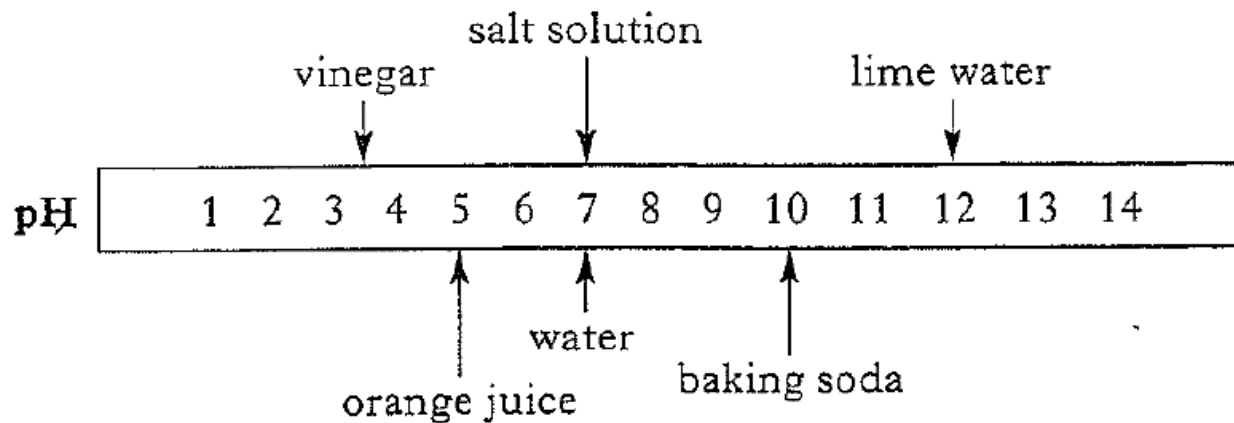 salt solution
vinegar
lime water
pH 1 2 3 4 5 6 7 8 9 10 11 12 13 14
water
baking soda
orange juice